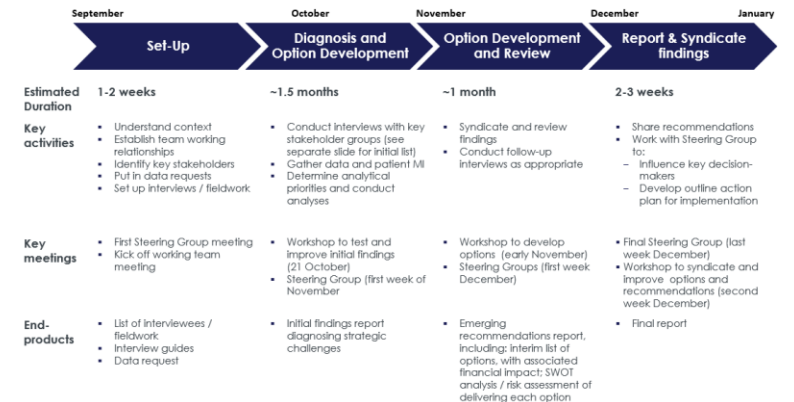 September October November December January
Set-Up
Diagnosis and
Option Development
Option Development
and Review
Report & Syndicate
findings
Estimated
Duration
1-2 weeks
~1.5 months
~1 month
2-3 weeks
Key
activities
▪ Understand context
▪ Establish team working
relationships
▪ Identify key stakeholders
▪ Put in data requests
▪ Set up interviews / fieldwork
▪ Conduct interviews with key
stakeholder groups (see
separate slide for initial list)
▪ Gather data and patient MI
▪ Determine analytical
priorities and conduct
analyses
▪ Syndicate and review
findings
▪ Conduct follow-up
interviews as appropriate
▪ Share recommendations
▪ Work with Steering Group
to:
– Influence key decision-
makers
– Develop outline action
plan for implementation
Key
meetings
▪ First Steering Group meeting
▪ Kick off working team
meeting
▪ Workshop to test and
improve initial findings
(21 October)
▪ Steering Group (first week of
November
▪ Workshop to develop
options (early November)
▪ Steering Groups (first week
December)
▪ Final Steering Group (last
week December)
▪ Workshop to syndicate and
improve options and
recommendations (second
week December)
End-
products
▪ List of interviewees /
fieldwork
▪ Interview guides
▪ Data request
▪ Initial findings report
diagnosing strategic
challenges
▪ Emerging
recommendations report,
including: interim list of
options, with associated
financial impact; SWOT
analysis / risk assessment of
delivering each option
▪ Final report